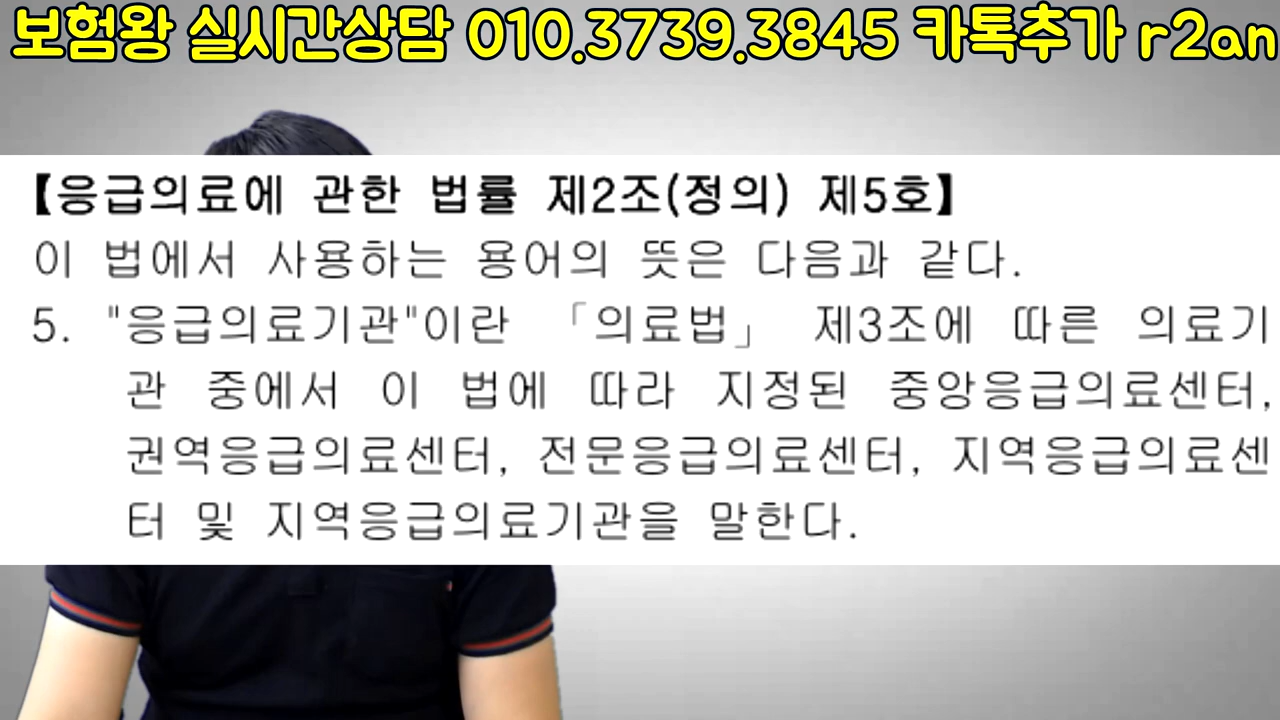 보험왕 실시간상담 010.3739.3845 카톡추가 r2an
【응급의료에 관한 법률 제2조(정의) 제5호】
이 법에서 사용하는 용어의 뜻은 다음과 같다.
5. "응급의료기관"이란 「의료법」 제3조에 따른 의료기
관 중에서 이 법에 따라 지정된 중앙응급의료센터,
권역응급의료센터, 전문응급의료센터, 지역응급의료센
터 및 지역응급의료기관을 말한다.